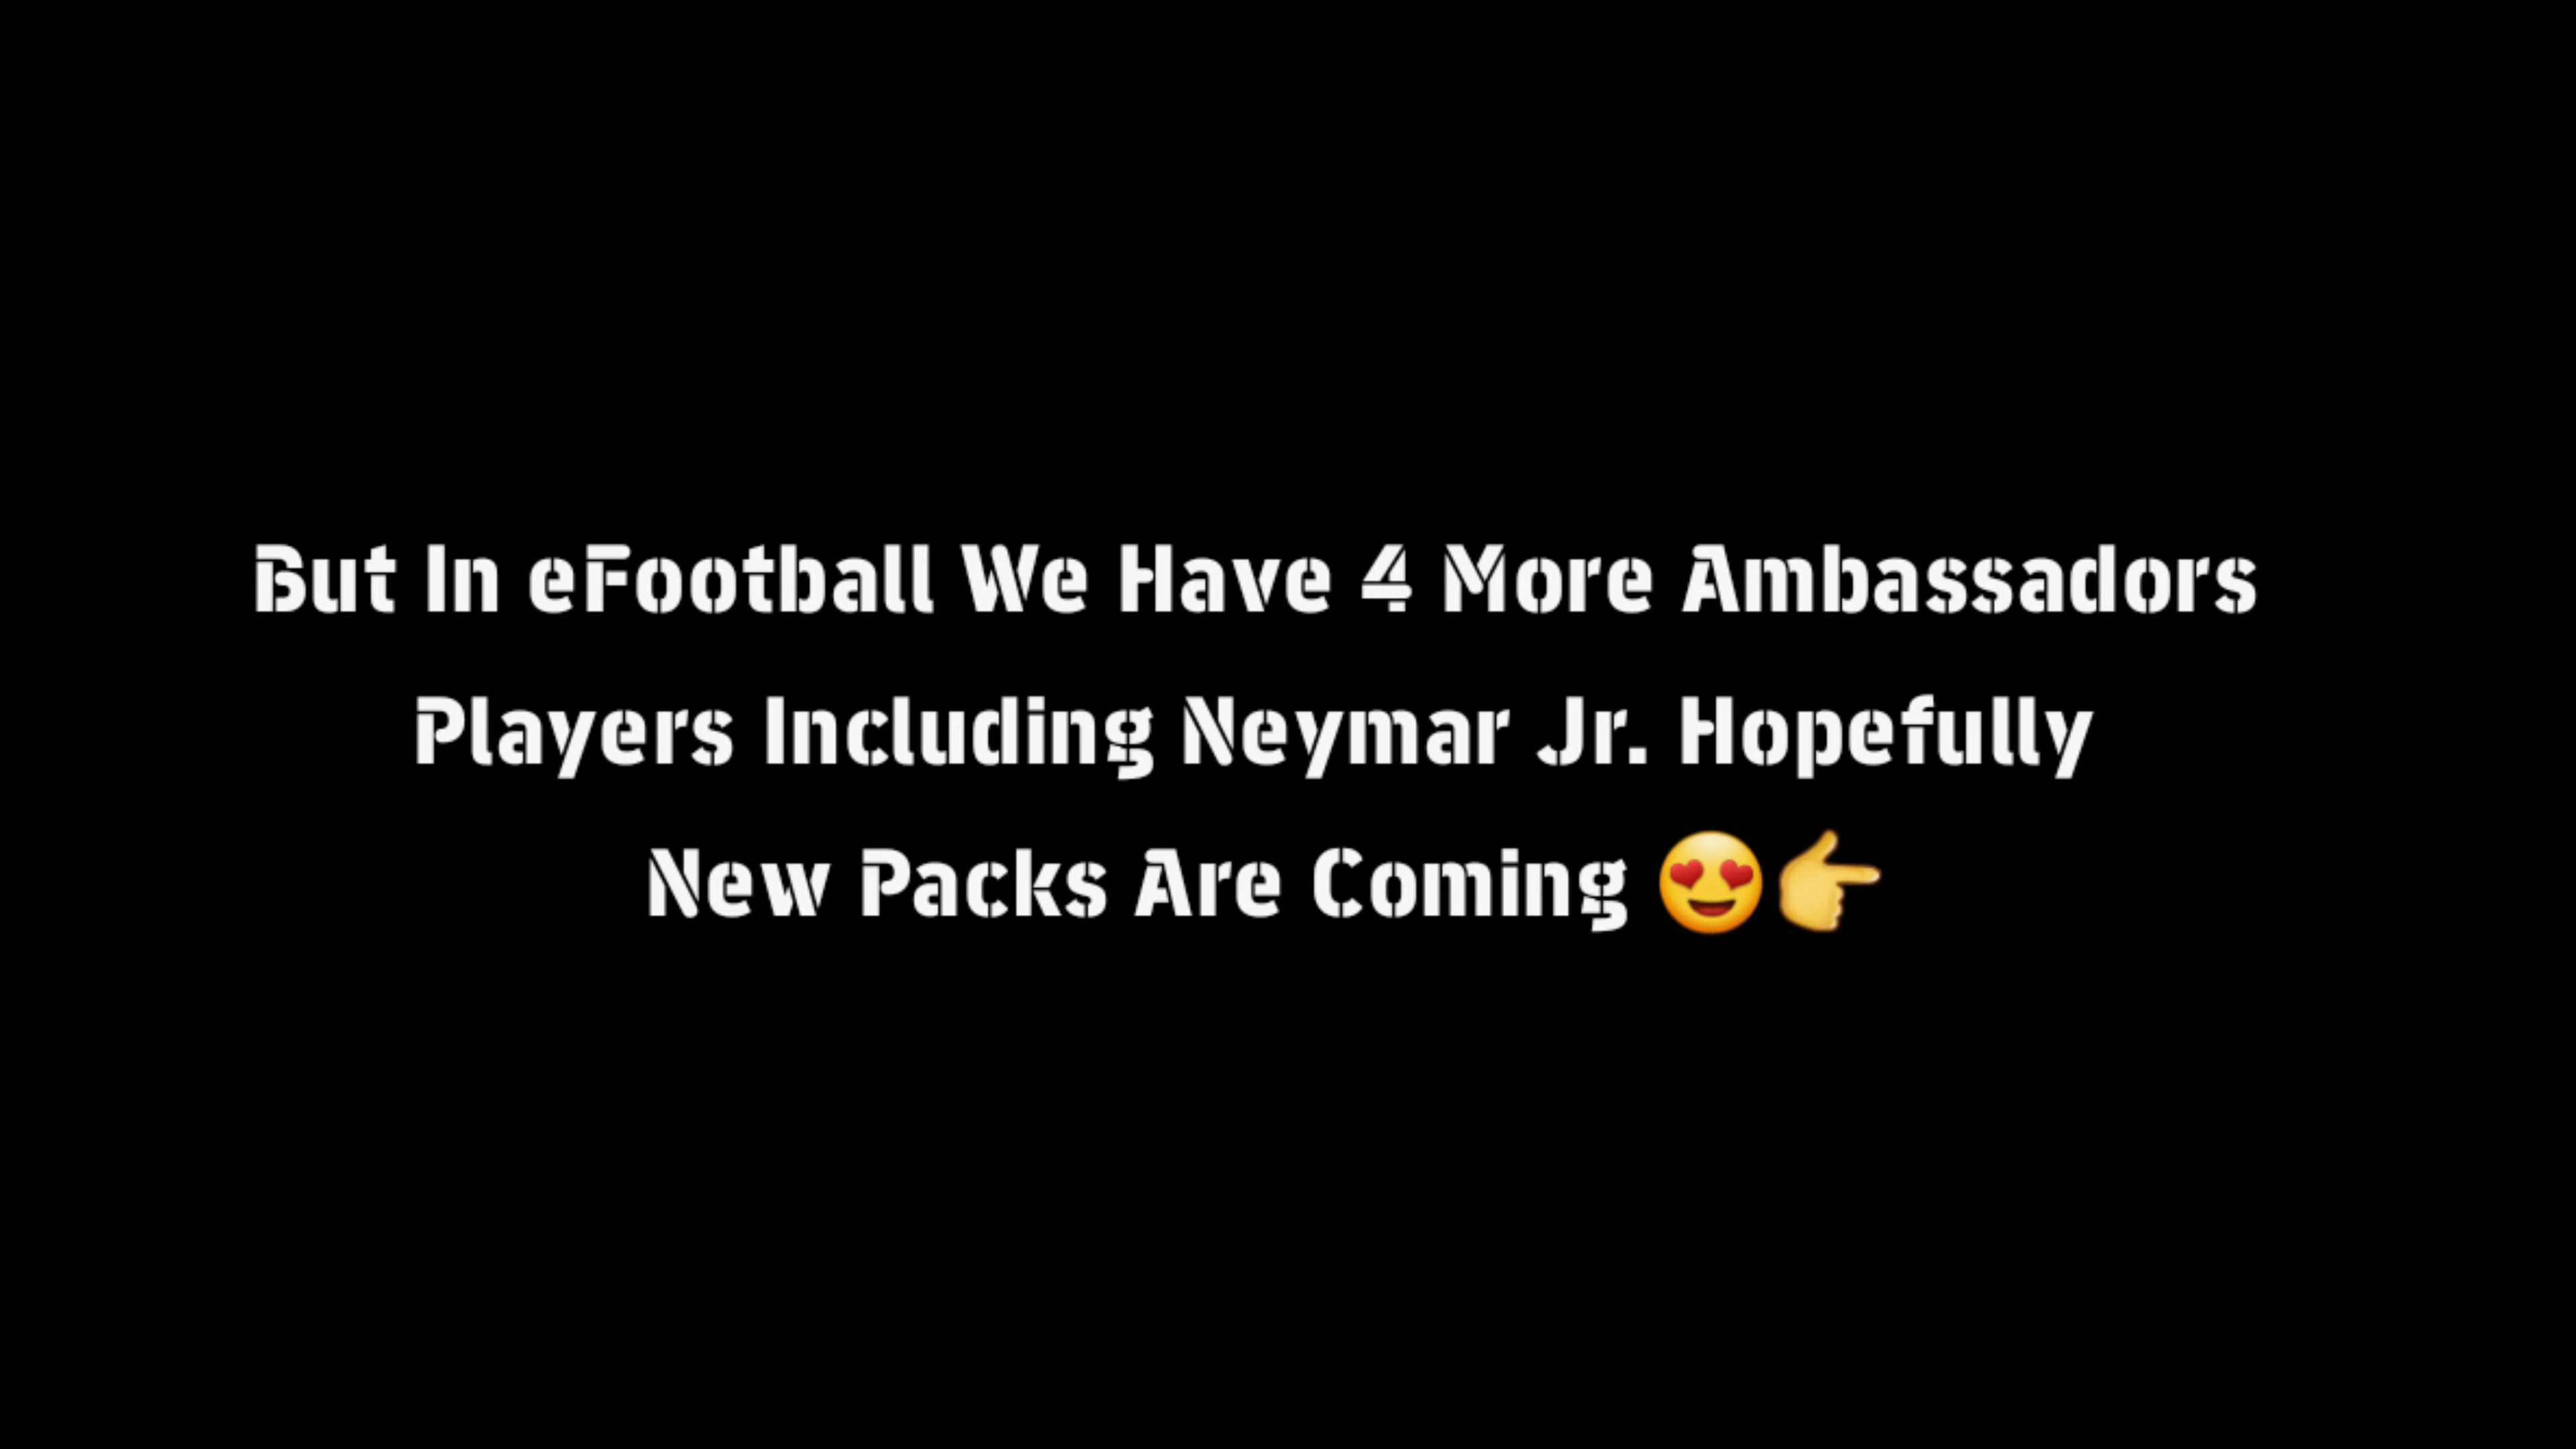 But In eFootball We Have 4 More Ambassadors
Players Including Neymar Jr. Hopefully
New Packs Are Coming 😍👉